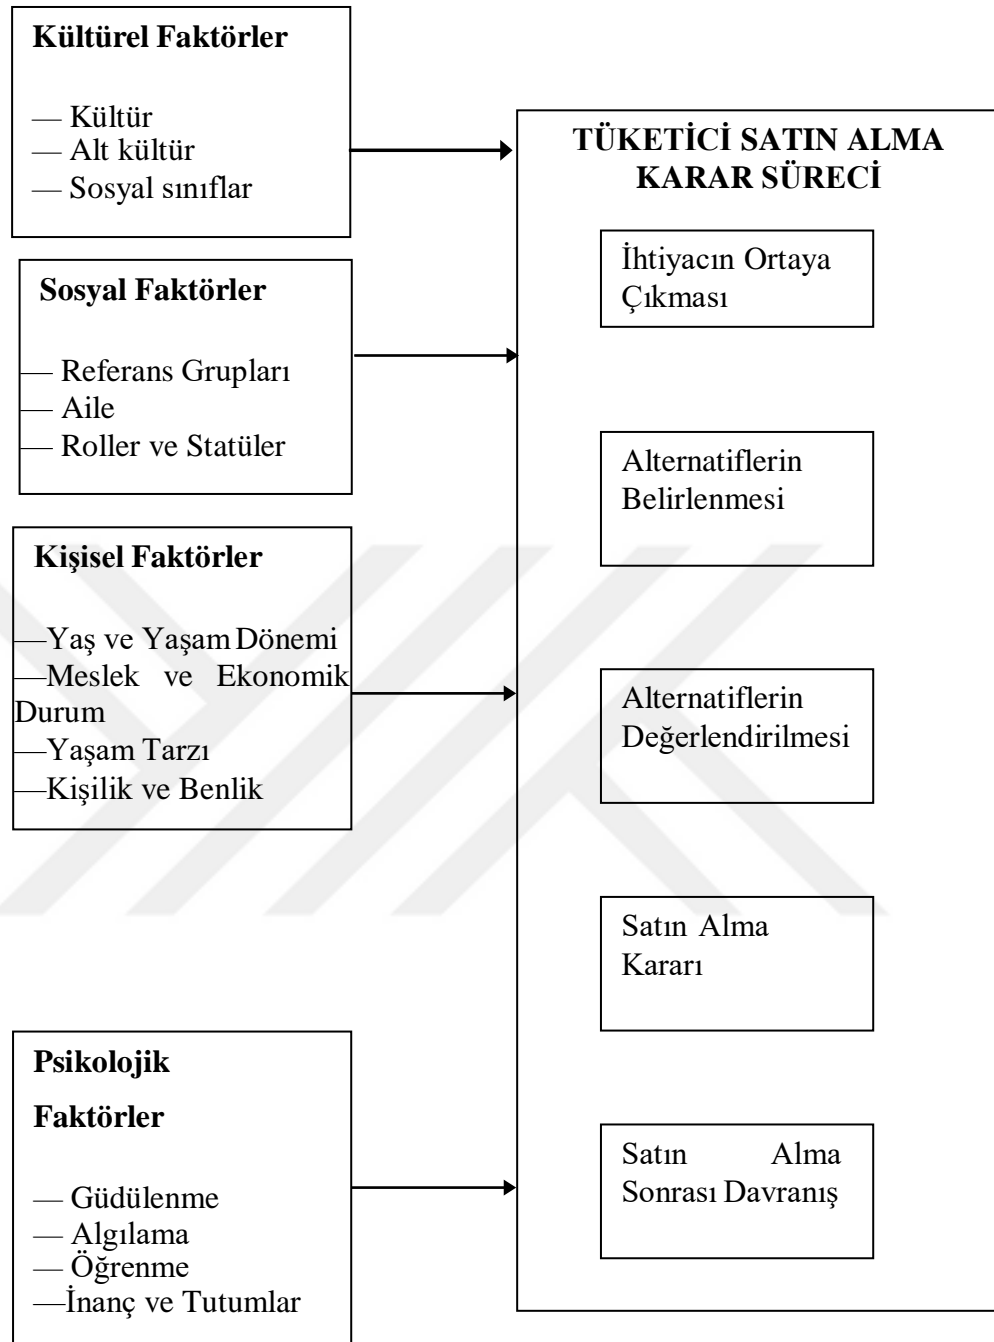 Kültürel Faktörler
— Kültür
— Alt kültür
— Sosyal sınıflar
Sosyal Faktörler
— Referans Grupları
— Aile
— Roller ve Statüler
Kişisel Faktörler
—Yaş ve Yaşam Dönemi
—Meslek ve Ekonomik
Durum
—Yaşam Tarzı
—Kişilik ve Benlik
Psikolojik
Faktörler
— Güdülenme
— Algılama
— Öğrenme
—İnanç ve Tutumlar
TÜKETİCİ SATIN ALMA
KARAR SÜRECİ
İhtiyacın Ortaya
Çıkması
Alternatiflerin
Belirlenmesi
Alternatiflerin
Değerlendirilmesi
Satın Alma
Kararı
Satın Alma
Sonrası Davranış